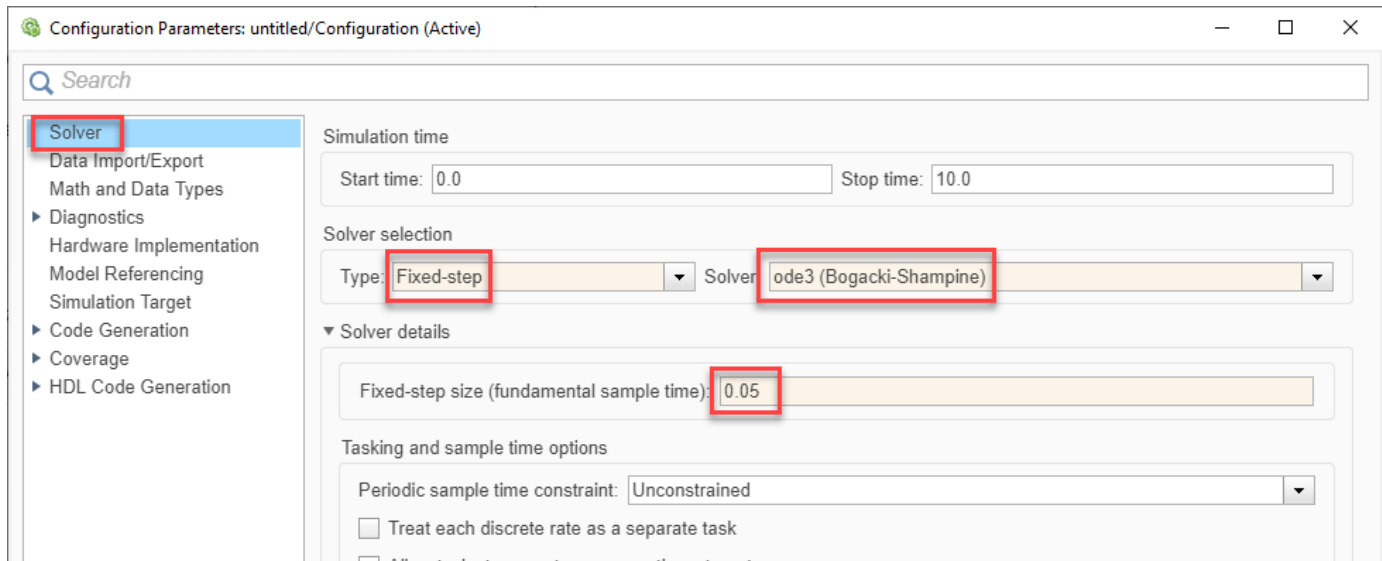 Configuration Parameters: untitled/Configuration (Active)
Search
Solver
Data Import/Export
Math and Data Types
Diagnostics
Hardware Implementation
Model Referencing
Simulation Target
Code Generation
Coverage
HDL Code Generation
Simulation time
Start time: 0.0 Stop time: 10.0
Solver selection
Type: Fixed-step Solver ode3 (Bogacki-Shampine)
Solver details
Fixed-step size (fundamental sample time): 0.05
Tasking and sample time options
Periodic sample time constraint: Unconstrained
Treat each discrete rate as a separate task